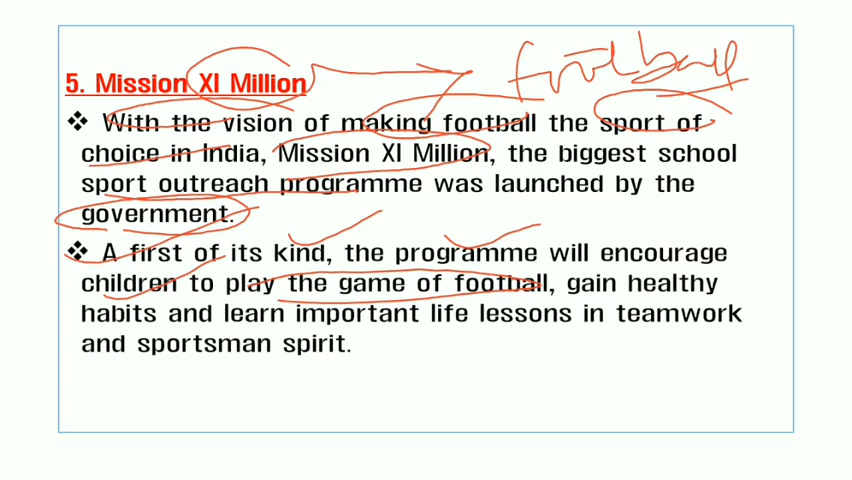 football
5. Mission XI Million
❖ With the vision of making football the sport of
choice in India, Mission XI Million, the biggest school
sport outreach programme was launched by the
government.
❖ A first of its kind, the programme will encourage
children to play the game of football, gain healthy
habits and learn important life lessons in teamwork
and sportsman spirit.